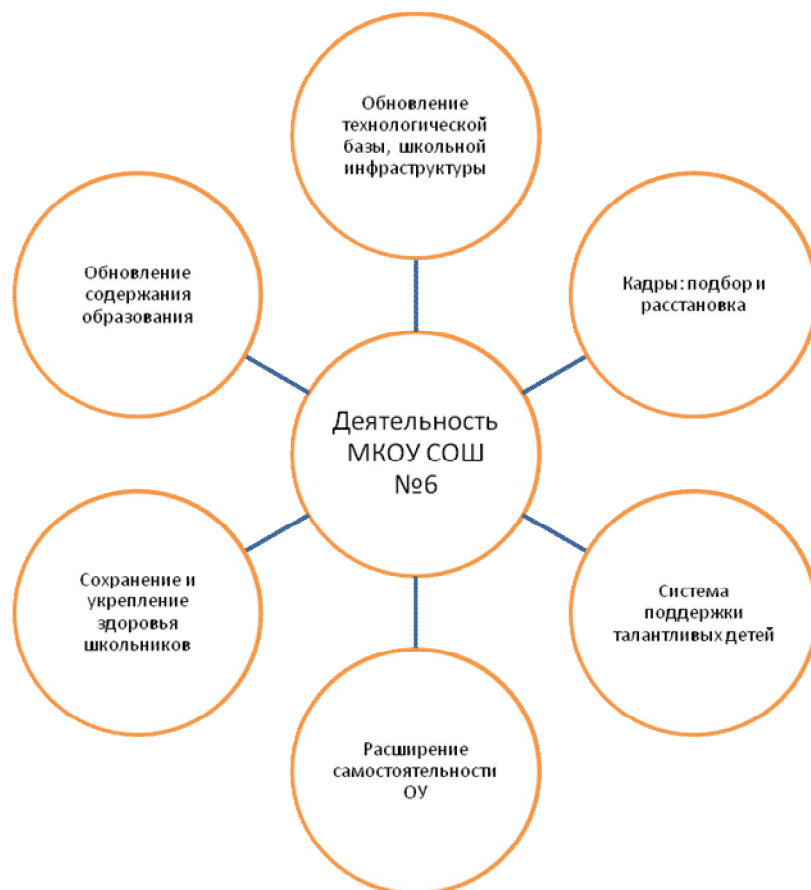 Обновление
технологической
базы, школьной
инфраструктуры
Обновление
содержания
образования
Кадры: подбор и
расстановка
Деятельность
МКОУ СОШ
№6
Сохранение и
укрепление
здоровья
школьников
Система
поддержки
талантливых детей
Расширение
самостоятельности
ОУ